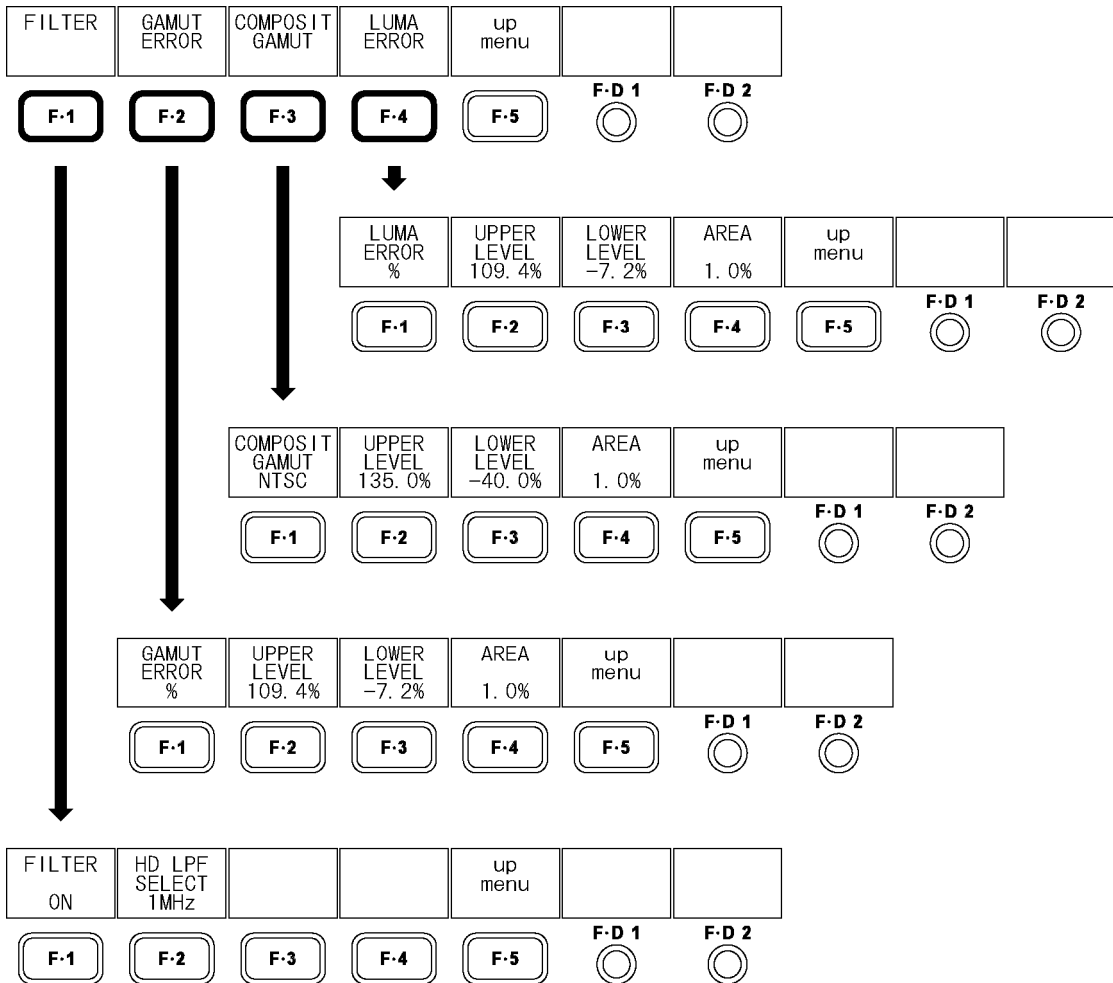 FILTER
GAMUT
ERROR
COMPOSIT
GAMUT
LUMA
ERROR
up
menu
F·1
F·2
F·3
F·4
F·5
F·D 1
F·D 2
LUMA
ERROR
%
UPPER
LEVEL
109.4%
LOWER
LEVEL
-7.2%
AREA
1.0%
up
menu
F·1
F·2
F·3
F·4
F·5
F·D 1
F·D 2
COMPOSIT
GAMUT
NTSC
UPPER
LEVEL
135.0%
LOWER
LEVEL
-40.0%
AREA
1.0%
up
menu
F·1
F·2
F·3
F·4
F·5
F·D 1
F·D 2
GAMUT
ERROR
%
UPPER
LEVEL
109.4%
LOWER
LEVEL
-7.2%
AREA
1.0%
up
menu
F·1
F·2
F·3
F·4
F·5
F·D 1
F·D 2
FILTER
ON
HD LPF
SELECT
1MHz
up
menu
F·1
F·2
F·3
F·4
F·5
F·D 1
F·D 2